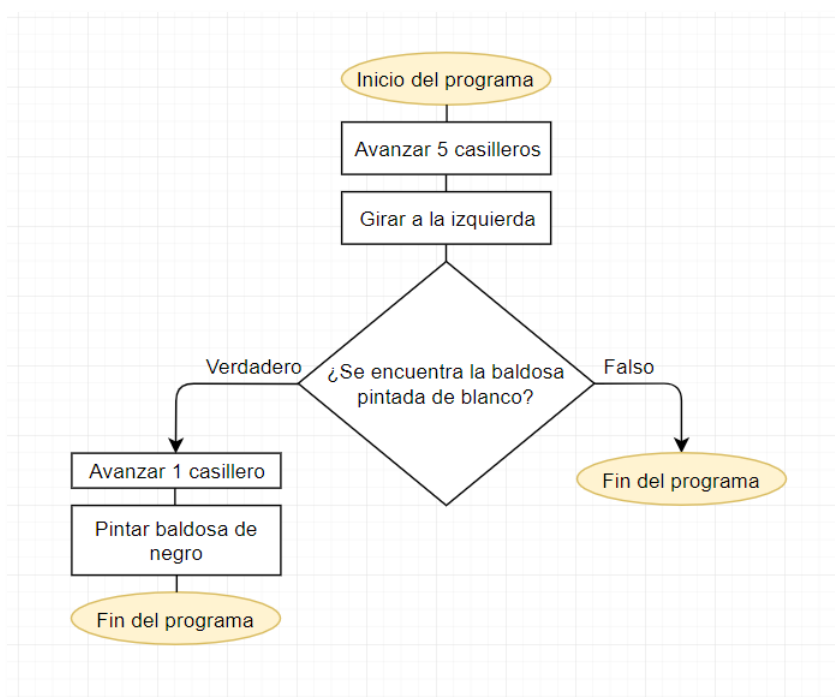 Inicio del programa
Avanzar 5 casilleros
Girar a la izquierda
¿Se encuentra la baldosa
pintada de blanco?
Verdadero
Falso
Avanzar 1 casillero
Pintar baldosa de
negro
Fin del programa
Fin del programa